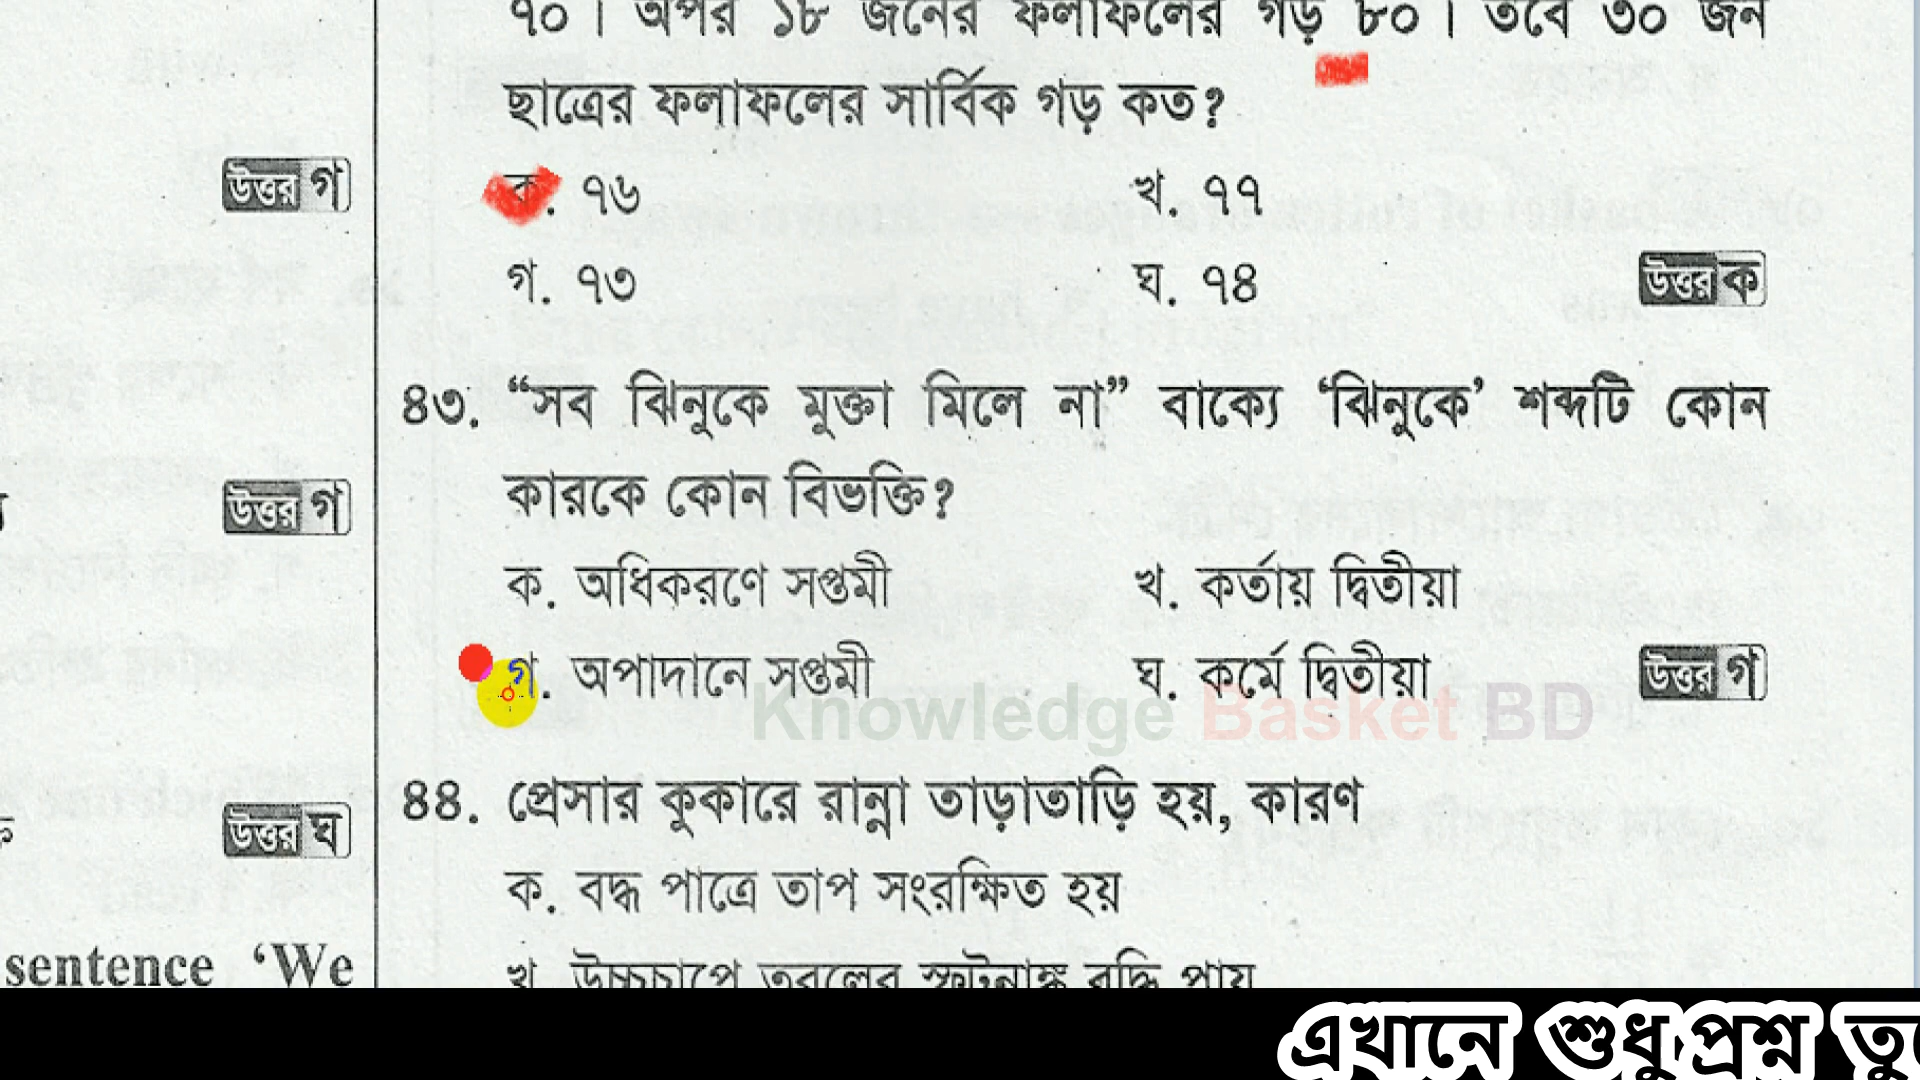 ৭০। অপর ১৮ জনের ফলাফলের গড় ৮০। তবে ৩০ জন
ছাত্রের ফলাফলের সার্বিক গড় কত?
ক. ৭৬
খ. ৭৭
গ. ৭৩
ঘ. ৭৪
উত্তর ক
৪৩. “সব ঝিনুকে মুক্তা মিলে না” বাক্যে ‘ঝিনুকে’ শব্দটি কোন
কারকে কোন বিভক্তি?
ক. অধিকরণে সপ্তমী
খ. কর্তায় দ্বিতীয়া
গ. অপাদানে সপ্তমী
ঘ. কর্মে দ্বিতীয়া
উত্তর গ
Knowledge Basket BD
৪৪. প্রেসার কুকারে রান্না তাড়াতাড়ি হয়, কারণ
ক. বদ্ধ পাত্রে তাপ সংরক্ষিত হয়
খ. উচ্চচাপে তরলের স্ফুটনাঙ্ক বৃদ্ধি পায়
উত্তর গ
উত্তর গ
উত্তর ঘ
sentence ‘We
এখানে শুধু প্রশ্ন